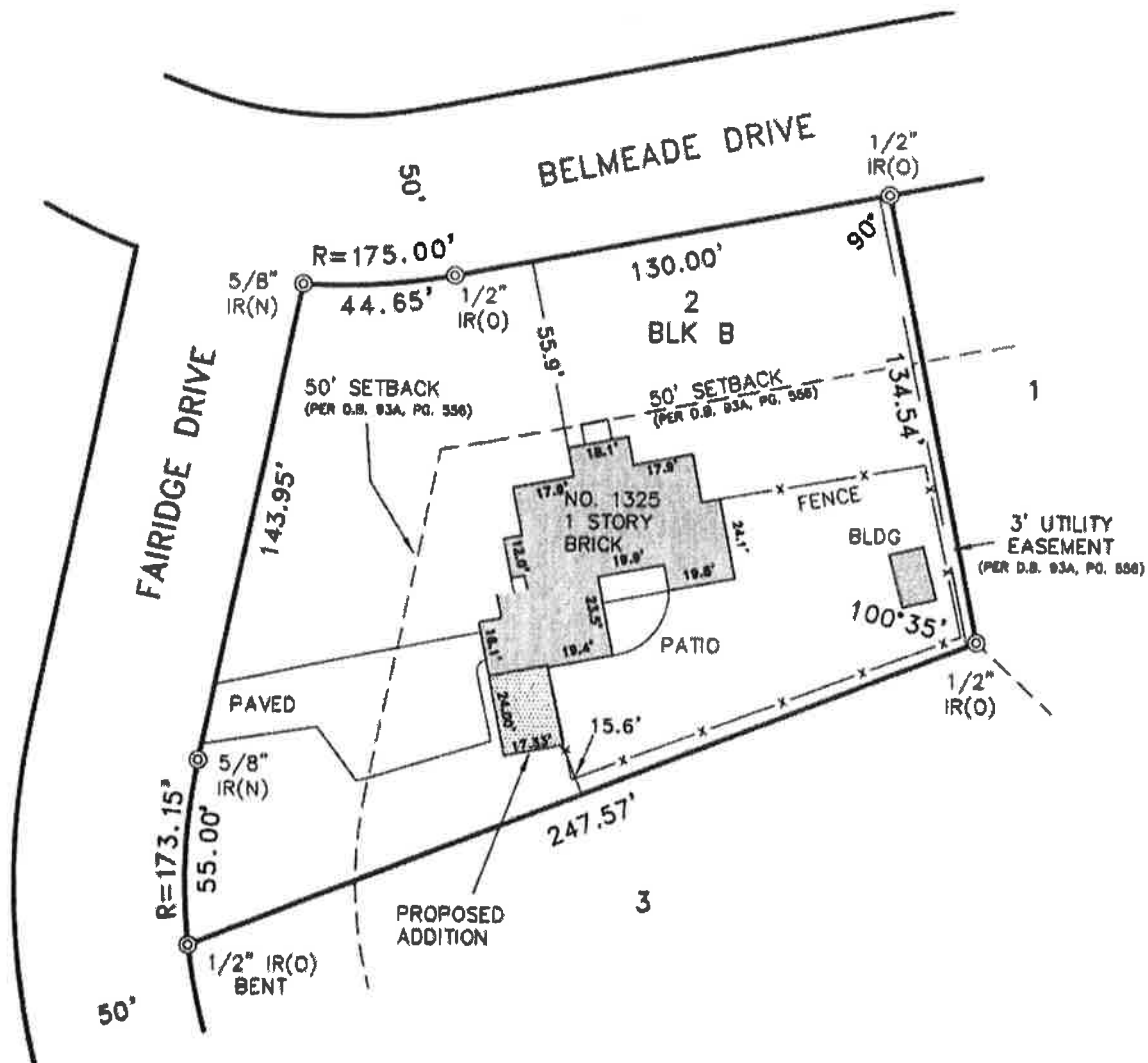 BELMEADE DRIVE
1/2"
IR(O)
50'
90°
R=175.00'
5/8"
IR(N)
44.65'
1/2"
IR(O)
130.00'
2
BLK B
55.9'
FAIRIDGE DRIVE
143.95'
50' SETBACK
(PER D.B. 93A, PG. 556)
50' SETBACK
(PER D.B. 93A, PG. 556)
134.54'
1
18.1'
17.9'
17.9'
NO. 1325
1 STORY
BRICK
FENCE
24.1'
BLDG
3' UTILITY
EASEMENT
(PER D.B. 93A, PG. 556)
19.9'
19.8'
23.5'
100°35'
19.4'
PATIO
PAVED
24.00'
17.33'
15.6'
1/2"
IR(O)
5/8"
IR(N)
R=173.15'
55.00'
247.57'
3
PROPOSED
ADDITION
1/2" IR(O)
BENT
50'